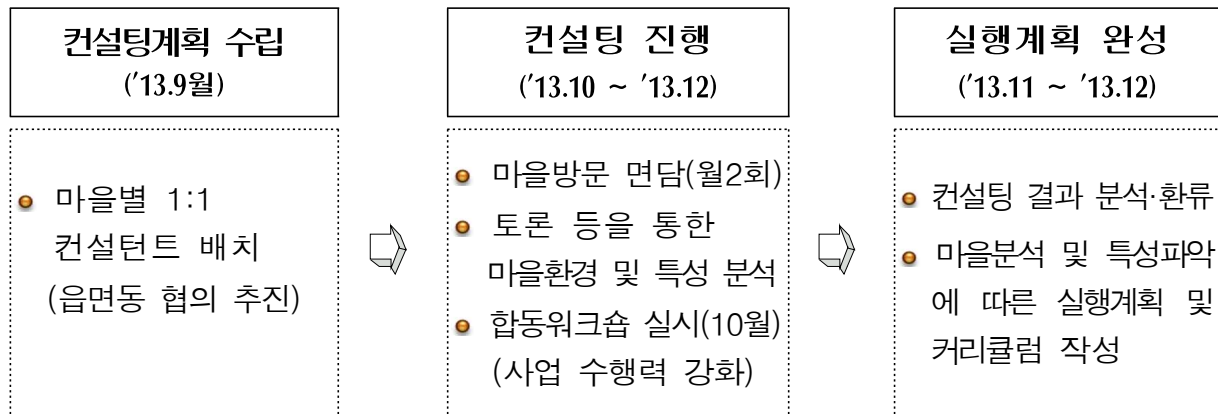 컨설팅계획 수립
('13.9월)
마을별 1:1
컨설턴트 배치
(읍면동 협의 추진)
컨설팅 진행
('13.10 ~ '13.12)
마을방문 면담(월2회)
토론 등을 통한
마을환경 및 특성 분석
합동워크숍 실시(10월)
(사업 수행력 강화)
실행계획 완성
('13.11 ~ '13.12)
컨설팅 결과 분석·환류
마을분석 및 특성파악
에 따른 실행계획 및
커리큘럼 작성